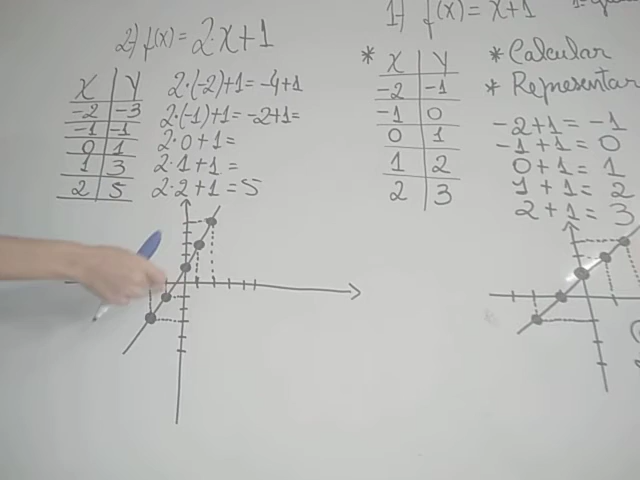 2) f(x) = 2x+1
X | Y
-2 | -3
-1 | -1
0 | 1
1 | 3
2 | 5
2·(-2)+1 = -4+1
2·(-1)+1 = -2+1=
2·0+1=
2·1+1=
2·2+1=5
1-) f(x) = x+1
* X | Y
-2 | -1
-1 | 0
0 | 1
1 | 2
2 | 3
* Calcular
* Representar
-2+1 = -1
-1+1 = 0
0+1 = 1
1+1 = 2
2+1 = 3